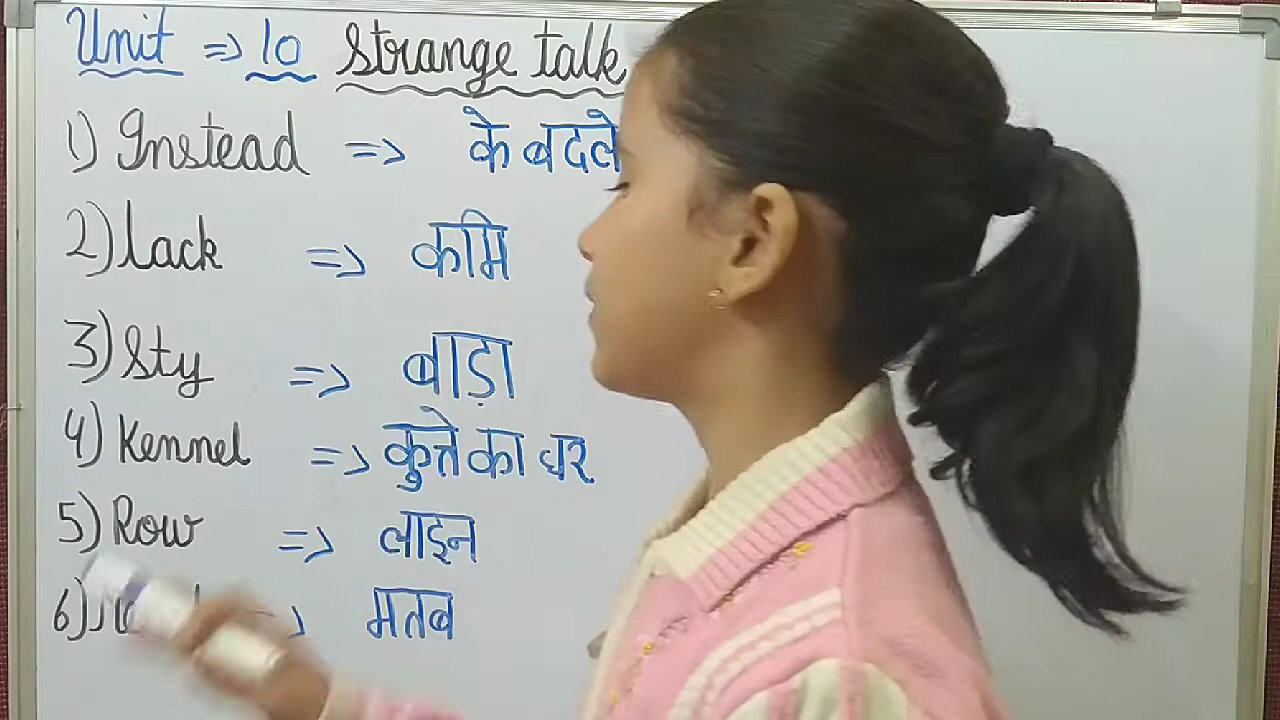 Unit => 10 Strange talk
1) Instead => के बदले
2) lack => कमि
3) Sty => बाड़ा
4) Kennel => कुत्ते का घर
5) Row => लाइन
6) => मतब